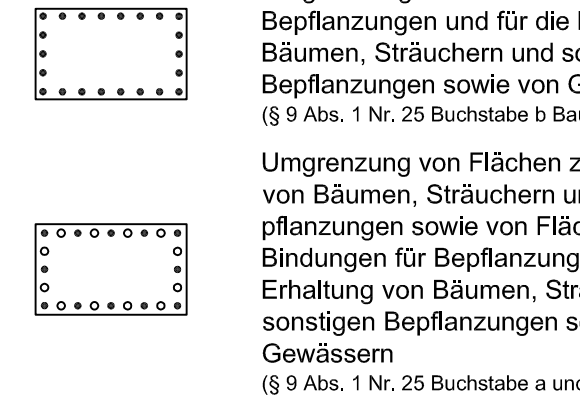 Bepflanzungen und für die
Bäumen, Sträuchern und
Bepflanzungen sowie von
(§ 9 Abs. 1 Nr. 25 Buchstabe b
Umgrenzung von Flächen
von Bäumen, Sträuchern
pflanzungen sowie von
Bindungen für
Erhaltung von Bäumen,
sonstigen Bepflanzungen
Gewässern
(§ 9 Abs. 1 Nr. 25 Buchstabe a